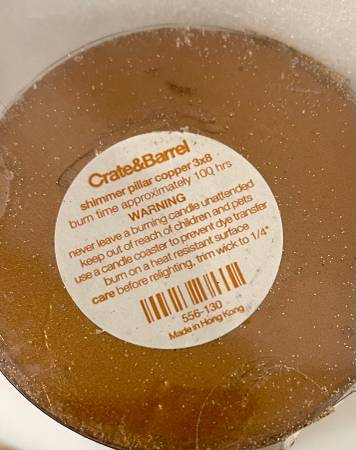 Crate&Barrel
shimmer pillar copper 3x8
burn time approximately 100 hrs
WARNING
never leave a burning candle unattended
keep out of reach of children and pets
use a candle coaster to prevent dye transfer
burn on a heat resistant surface
care before relighting, trim wick to 1/4"
556-130
Made in Hong Kong